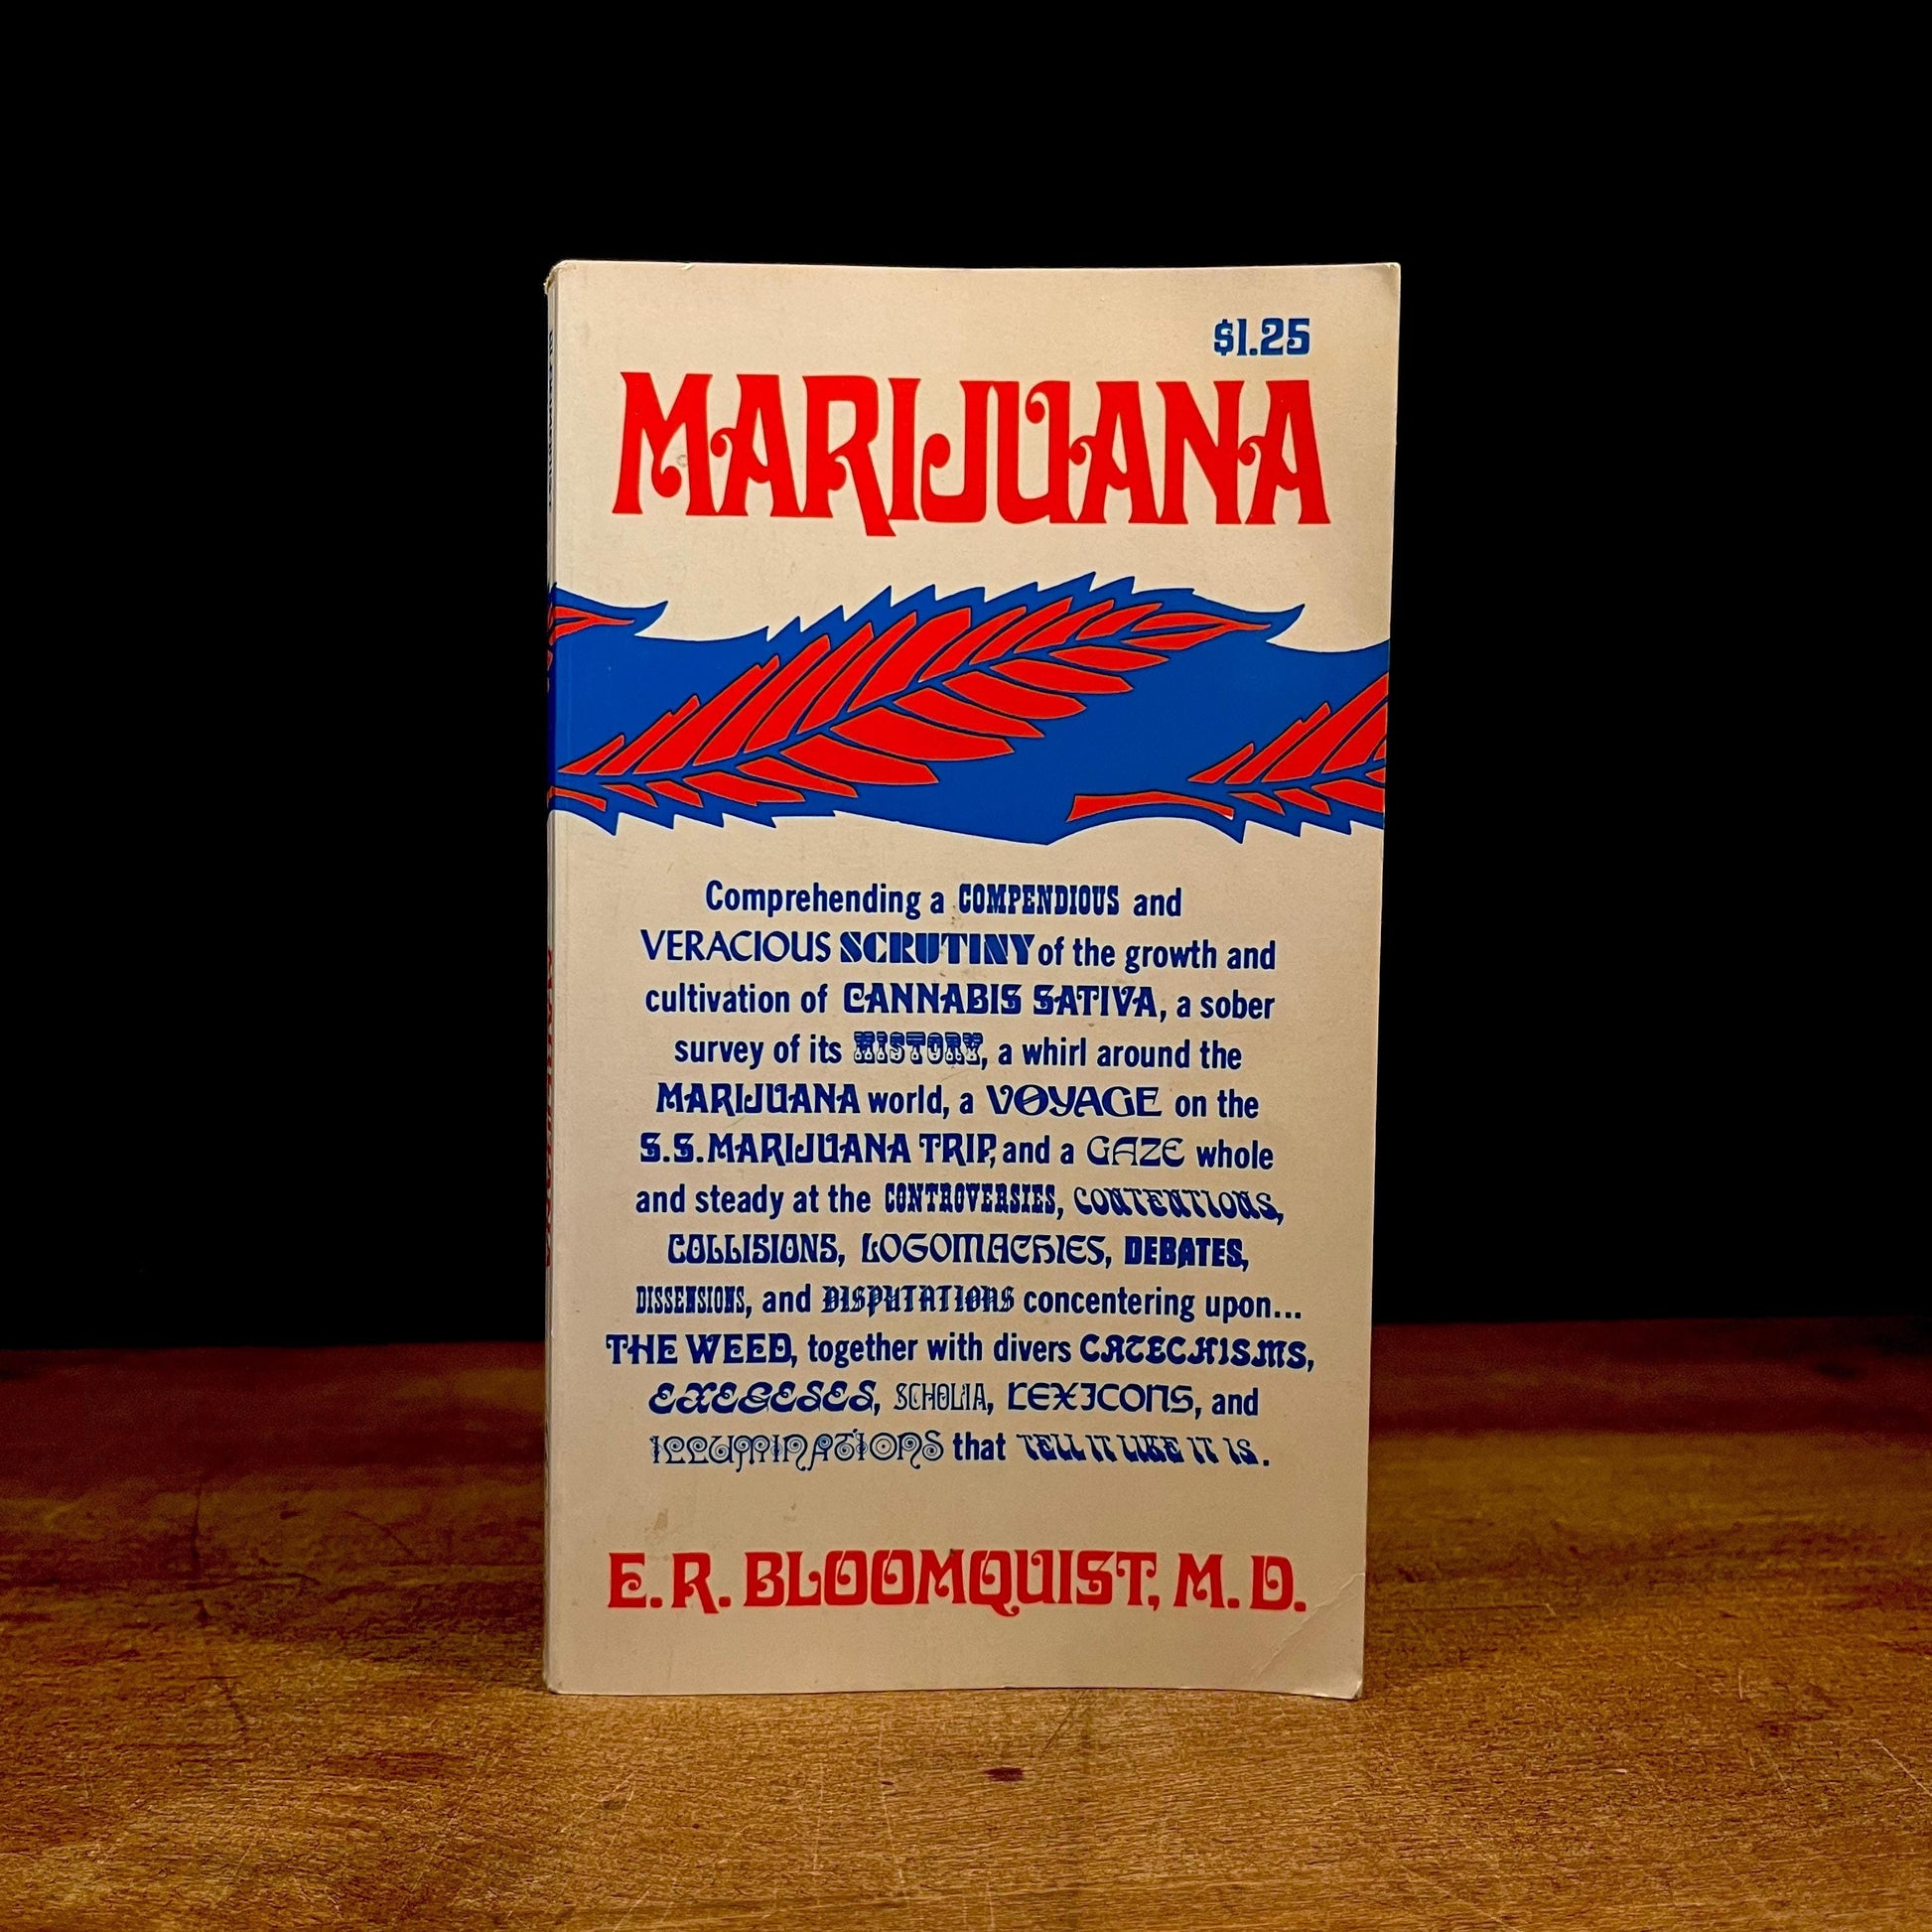 $1.25
MARIJUANA
Comprehending a COMPENDIOUS and
VERACIOUS SCRUTINY of the growth and
cultivation of CANNABIS SATIVA, a sober
survey of its HISTORY, a whirl around the
MARIJUANA world, a VOYAGE on the
S.S. MARIJUANA TRIP, and a GAZE whole
and steady at the CONTROVERSIES, CONTENTIONS,
COLLISIONS, LOGOMACHIES, DEBATES,
DISSENSIONS, and DISPUTATIONS concentering upon...
THE WEED, together with divers CATECHISMS,
EXEGESES, SCHOLIA, LEXICONS, and
ILLUMINATIONS that TELL IT LIKE IT IS.
E. R. BLOOMQUIST, M. D.